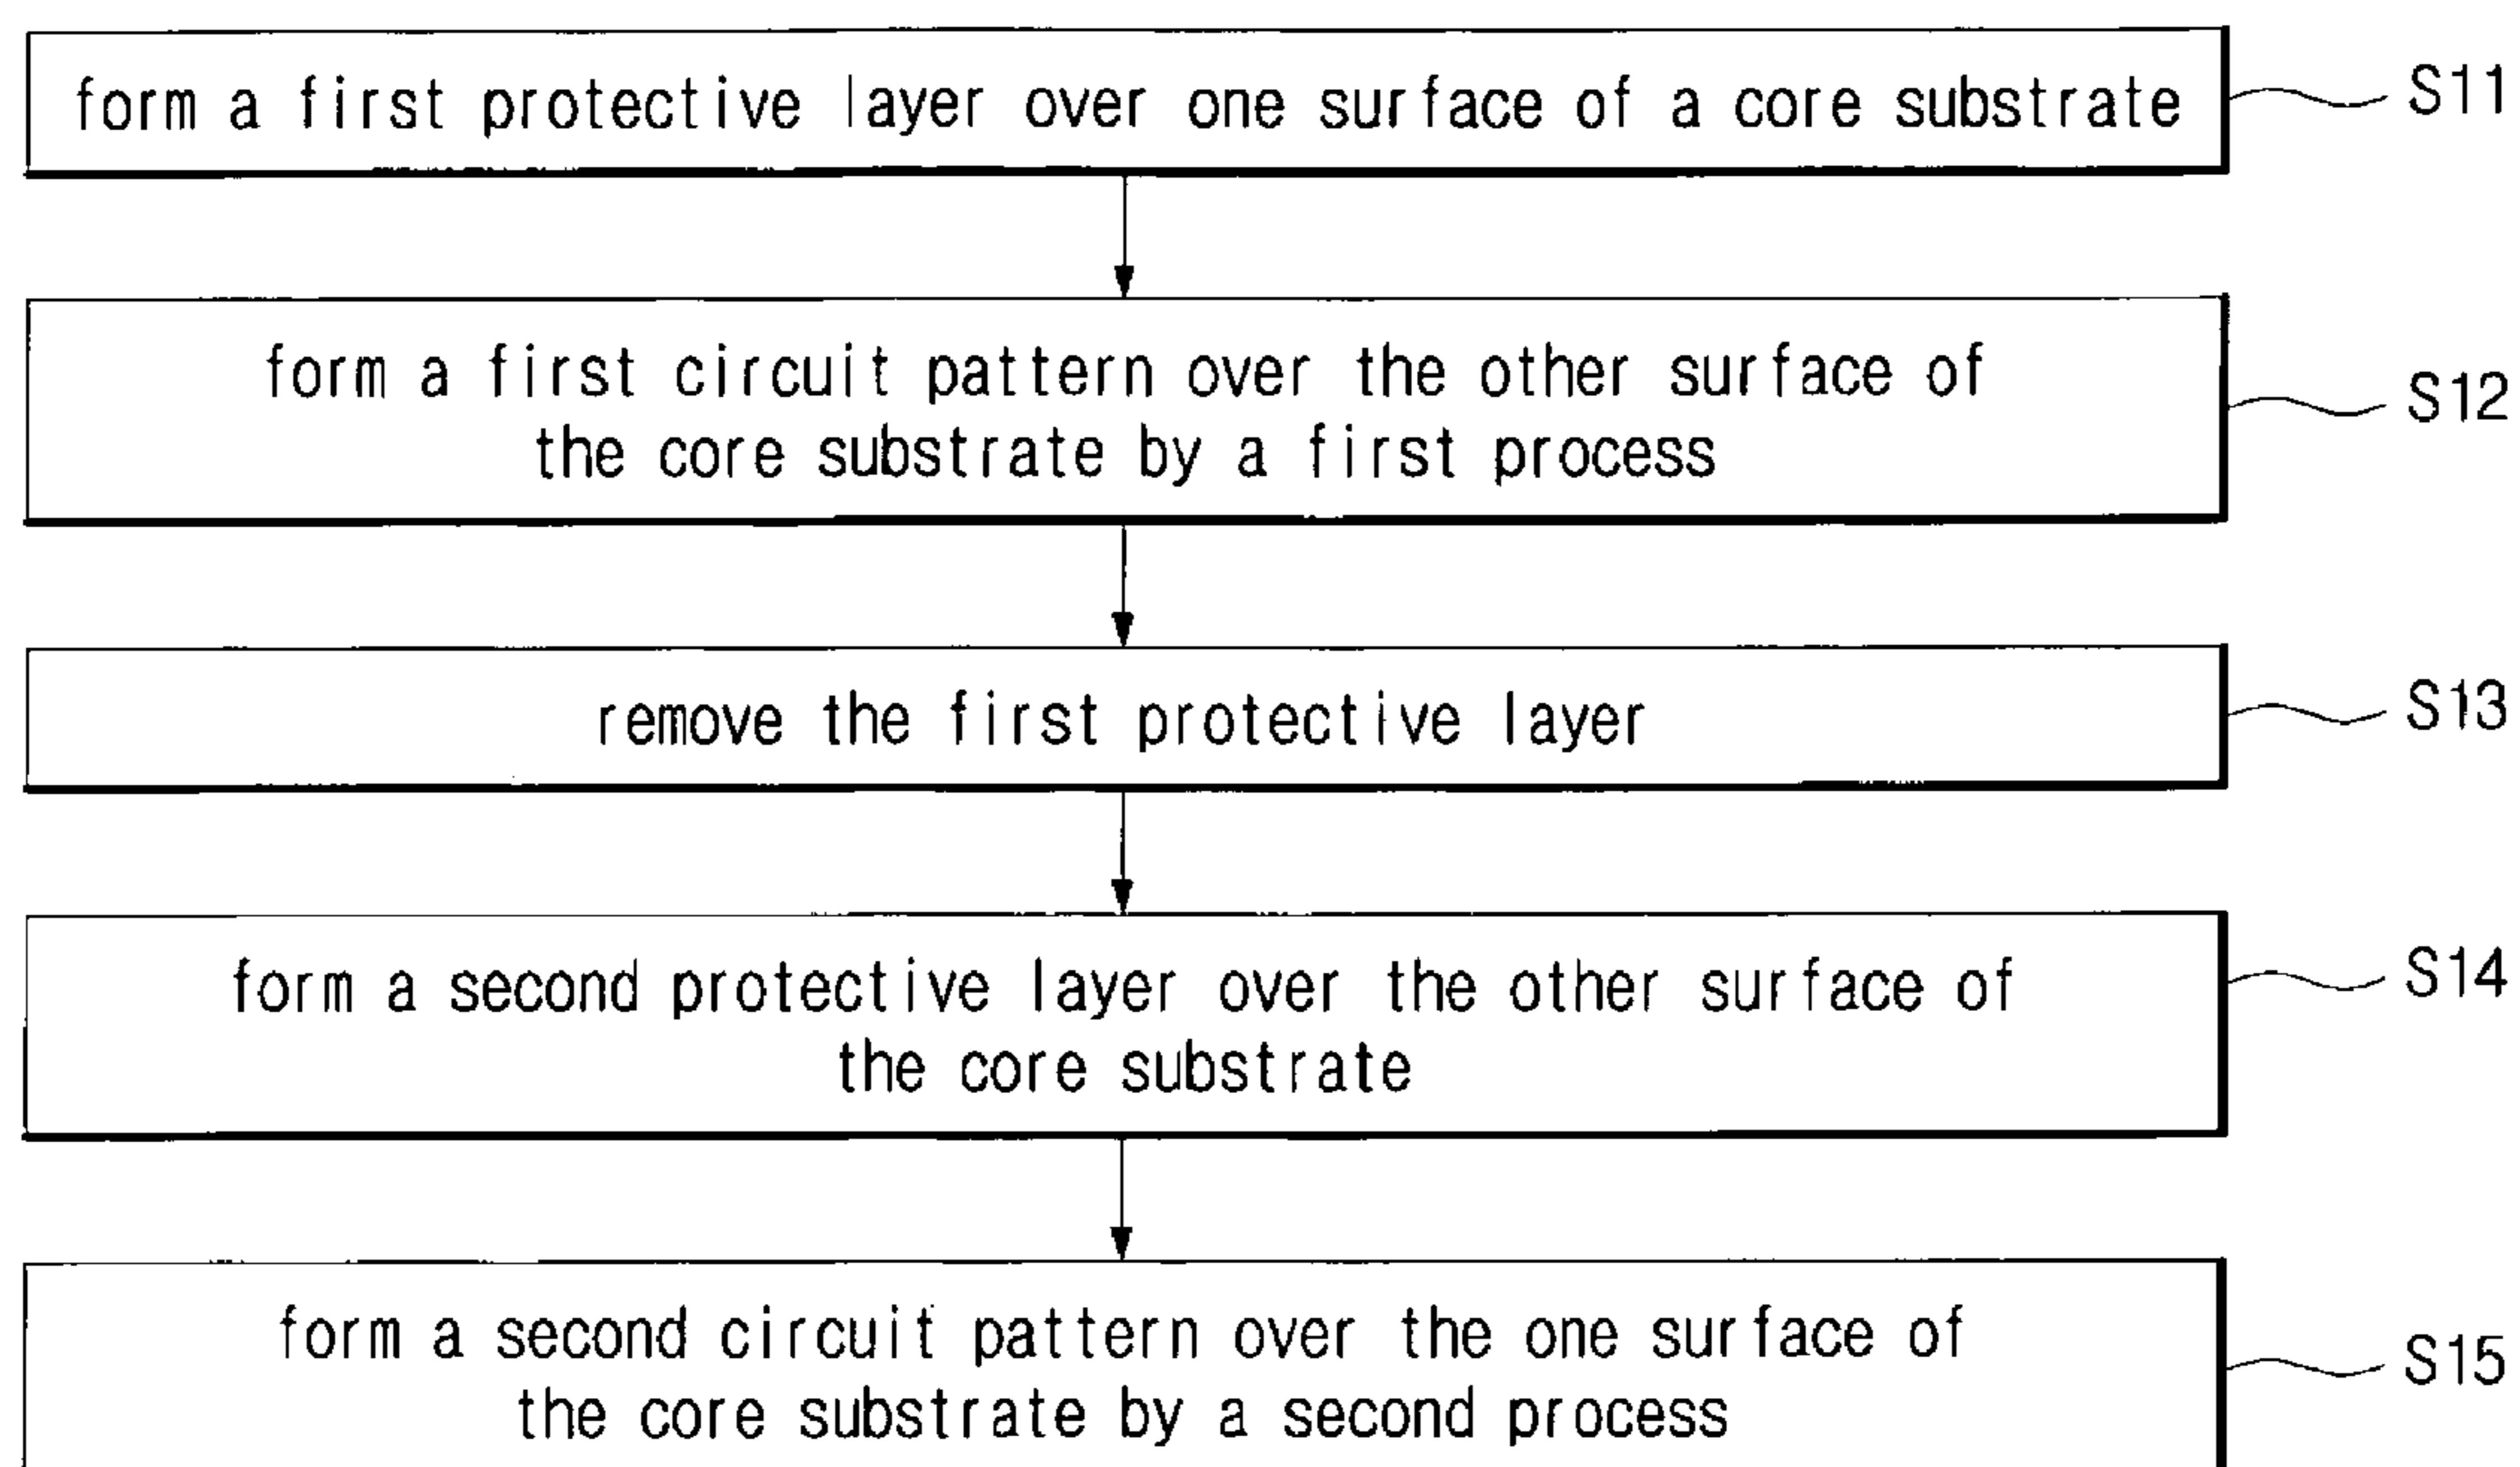 form a first protective layer over one surface of a core substrate
S11
form a first circuit pattern over the other surface of
the core substrate by a first process
S12
remove the first protective layer
S13
form a second protective layer over the other surface of
the core substrate
S14
form a second circuit pattern over the one surface of
the core substrate by a second process
S15